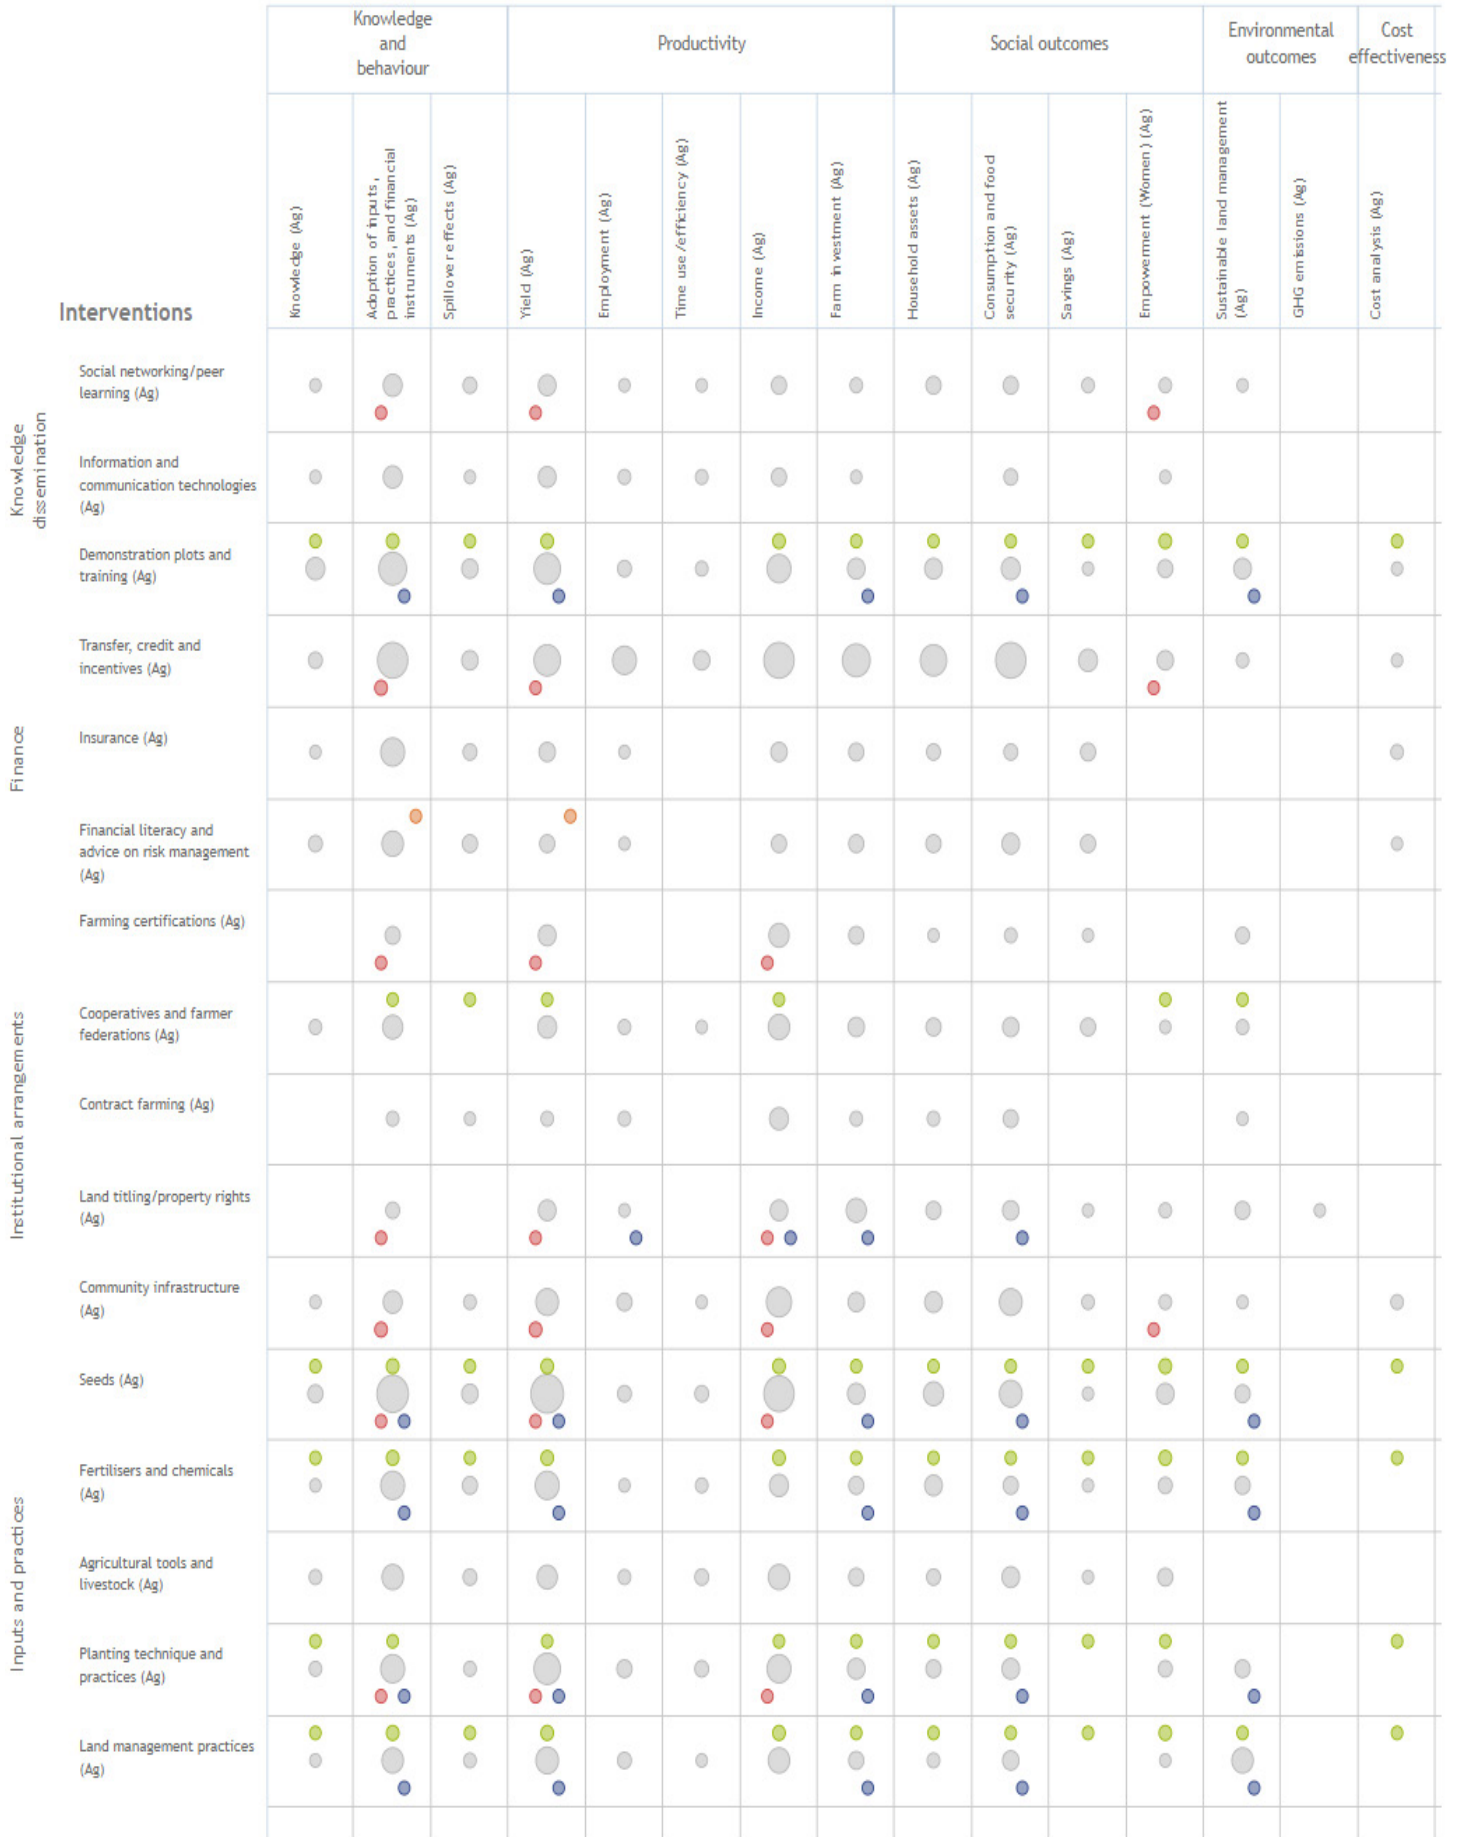 Knowledge
and
behaviour
Productivity
Social outcomes
Environmental
outcomes
Cost
effectiveness
Interventions
Knowledge (Ag)
Adoption of inputs,
practices, and financial
instruments (Ag)
Spillover effects (Ag)
Yield (Ag)
Employment (Ag)
Time use/efficiency (Ag)
Income (Ag)
Farm investment (Ag)
Household assets (Ag)
Consumption and food
security (Ag)
Savings (Ag)
Empowerment (Women) (Ag)
Sustainable land management
(Ag)
GHG emissions (Ag)
Cost analysis (Ag)
Knowledge
dissemination
Social networking/peer
learning (Ag)
Information and
communication technologies
(Ag)
Demonstration plots and
training (Ag)
Finance
Transfer, credit and
incentives (Ag)
Insurance (Ag)
Financial literacy and
advice on risk management
(Ag)
Institutional arrangements
Farming certifications (Ag)
Cooperatives and farmer
federations (Ag)
Contract farming (Ag)
Land titling/property rights
(Ag)
Community infrastructure
(Ag)
Inputs and practices
Seeds (Ag)
Fertilisers and chemicals
(Ag)
Agricultural tools and
livestock (Ag)
Planting technique and
practices (Ag)
Land management practices
(Ag)